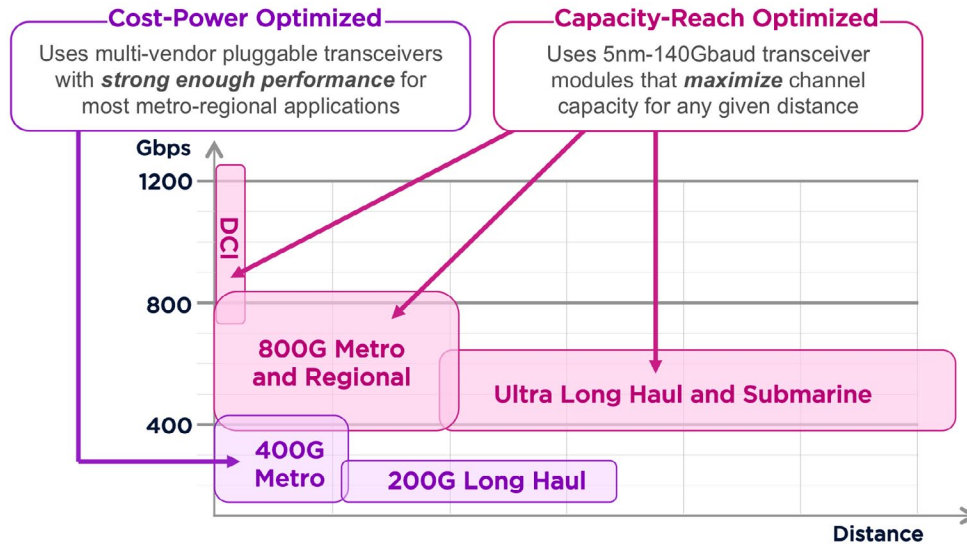 Cost-Power Optimized
Uses multi-vendor pluggable transceivers
with strong enough performance for
most metro-regional applications
Capacity-Reach Optimized
Uses 5nm-140Gbaud transceiver
modules that maximize channel
capacity for any given distance
Gbps
1200
DCI
800
800G Metro
and Regional
Ultra Long Haul and Submarine
400
400G
Metro
200G Long Haul
Distance